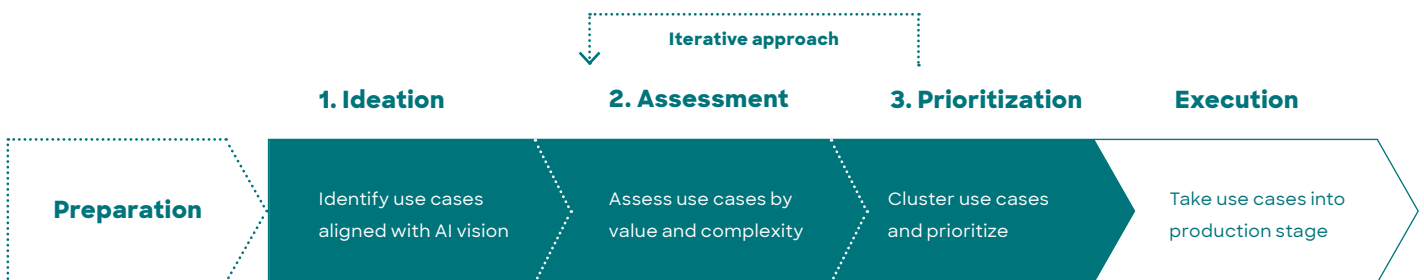 Iterative approach
1. Ideation
2. Assessment
3. Prioritization
Execution
Preparation
Identify use cases
aligned with AI vision
Assess use cases by
value and complexity
Cluster use cases
and prioritize
Take use cases into
production stage